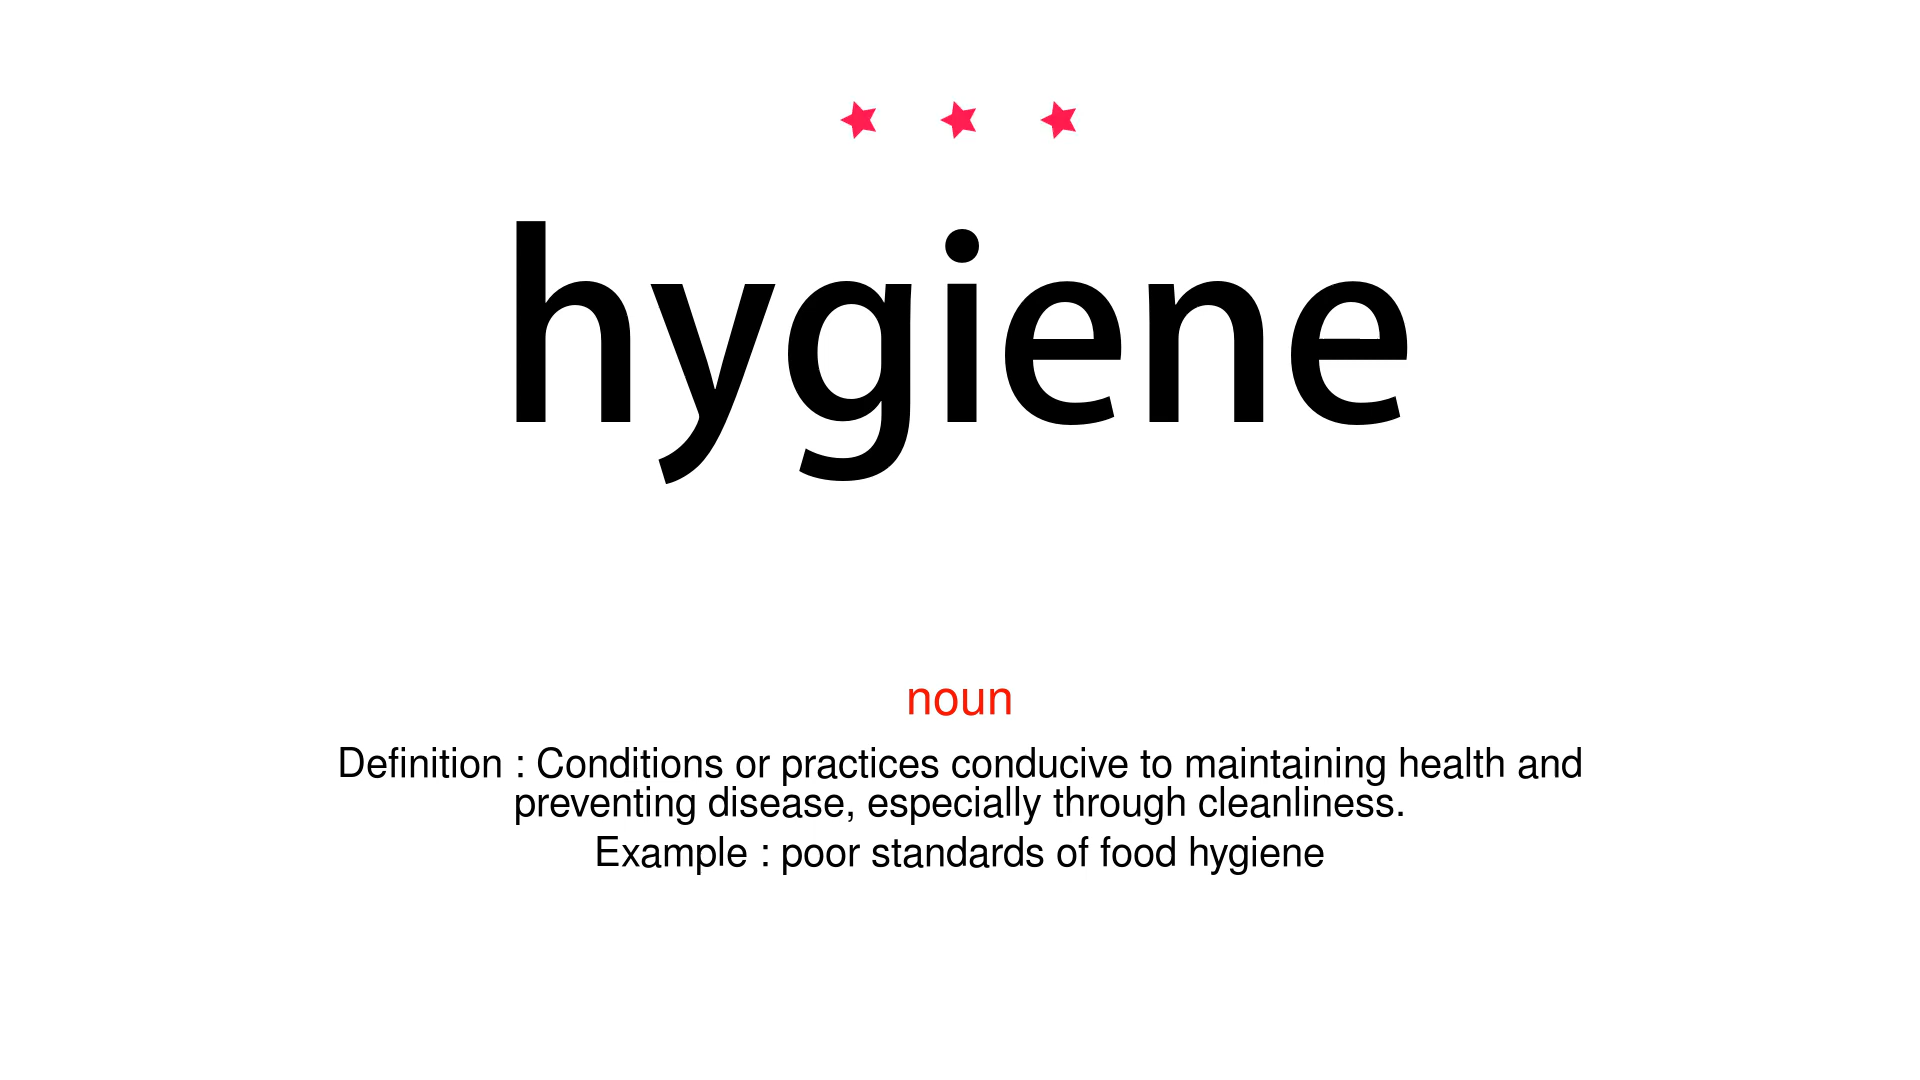 hygiene
noun
Definition : Conditions or practices conducive to maintaining health and
preventing disease, especially through cleanliness.
Example : poor standards of food hygiene